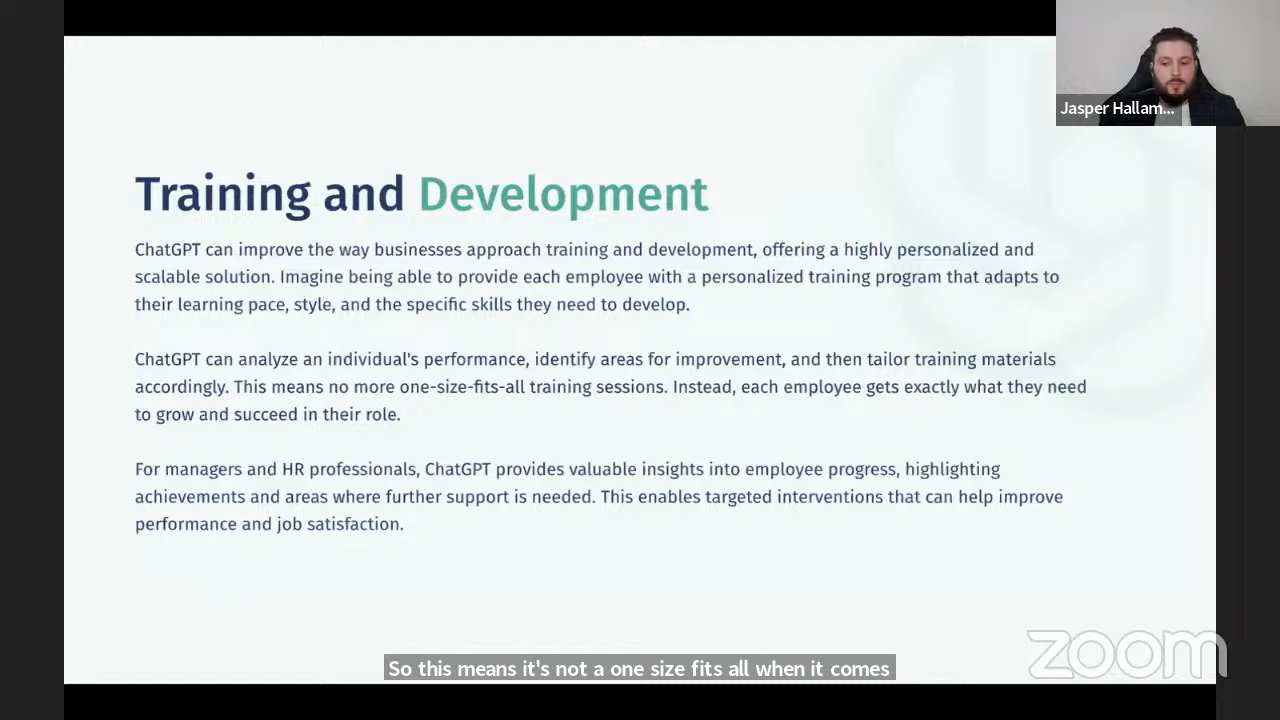 Jasper Hallam...
Training and Development
ChatGPT can improve the way businesses approach training and development, offering a highly personalized and
scalable solution. Imagine being able to provide each employee with a personalized training program that adapts to
their learning pace, style, and the specific skills they need to develop.
ChatGPT can analyze an individual's performance, identify areas for improvement, and then tailor training materials
accordingly. This means no more one-size-fits-all training sessions. Instead, each employee gets exactly what they need
to grow and succeed in their role.
For managers and HR professionals, ChatGPT provides valuable insights into employee progress, highlighting
achievements and areas where further support is needed. This enables targeted interventions that can help improve
performance and job satisfaction.
zoom
So this means it's not a one size fits all when it comes